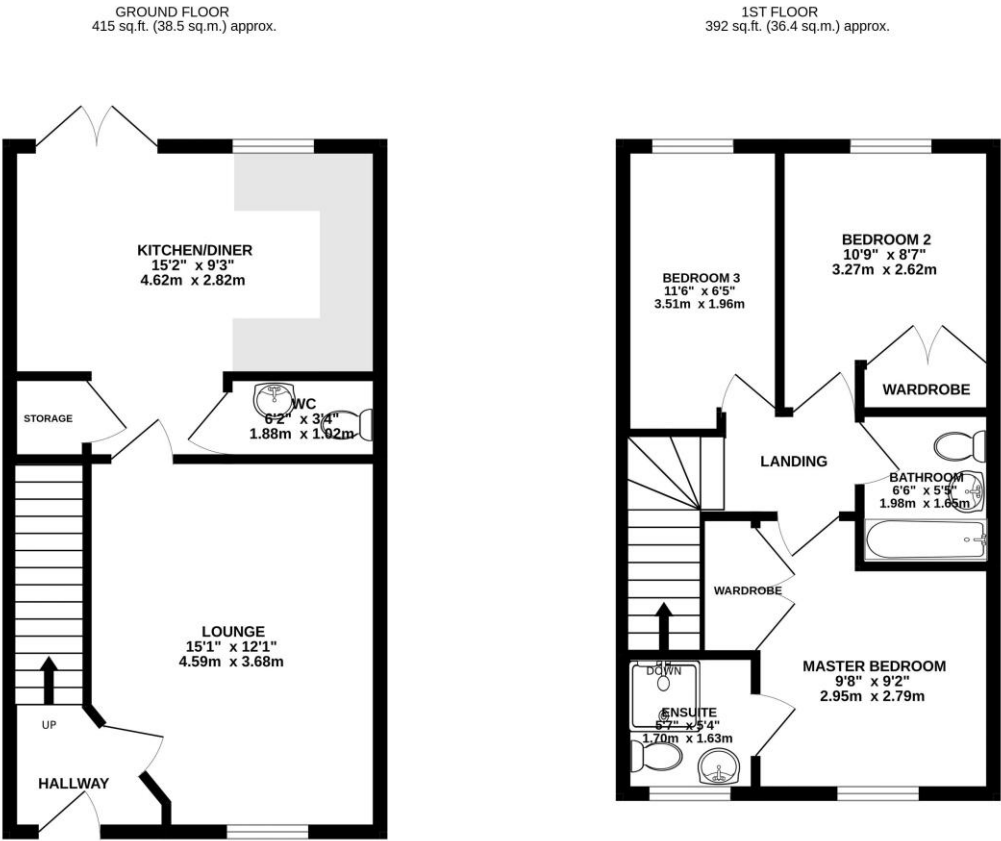 GROUND FLOOR
415 sq.ft. (38.5 sq.m.) approx.
KITCHEN/DINER
15'2" x 9'3"
4.62m x 2.82m
STORAGE
WC
6'2" x 3'4"
1.88m x 1.02m
LOUNGE
15'1" x 12'1"
4.59m x 3.68m
UP
HALLWAY
1ST FLOOR
392 sq.ft. (36.4 sq.m.) approx.
BEDROOM 2
10'9" x 8'7"
3.27m x 2.62m
BEDROOM 3
11'6" x 6'5"
3.51m x 1.96m
WARDROBE
LANDING
BATHROOM
6'6" x 5'5"
1.98m x 1.65m
WARDROBE
MASTER BEDROOM
9'8" x 9'2"
2.95m x 2.79m
DOWN
ENSUITE
5'7" x 5'4"
1.70m x 1.63m